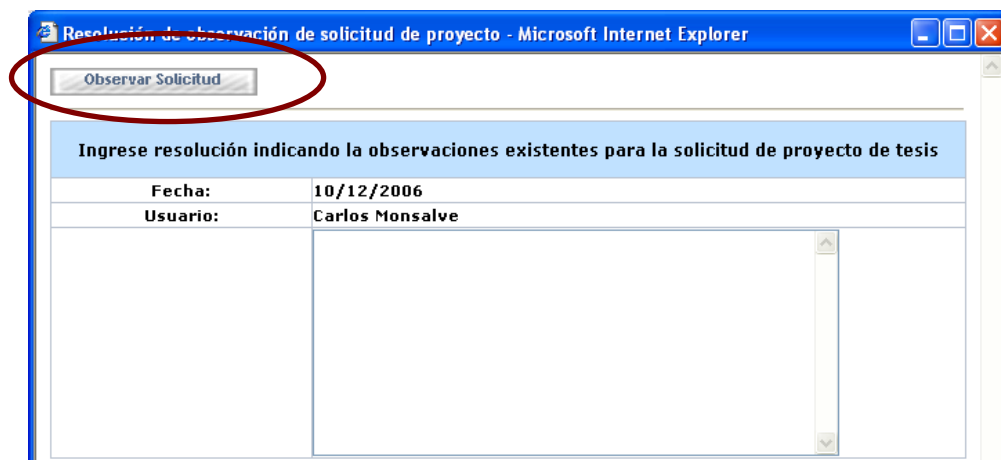 Resolución de observación de solicitud de proyecto - Microsoft Internet Explorer
Observar Solicitud
Ingrese resolución indicando la observaciones existentes para la solicitud de proyecto de tesis
Fecha: 10/12/2006
Usuario: Carlos Monsalve